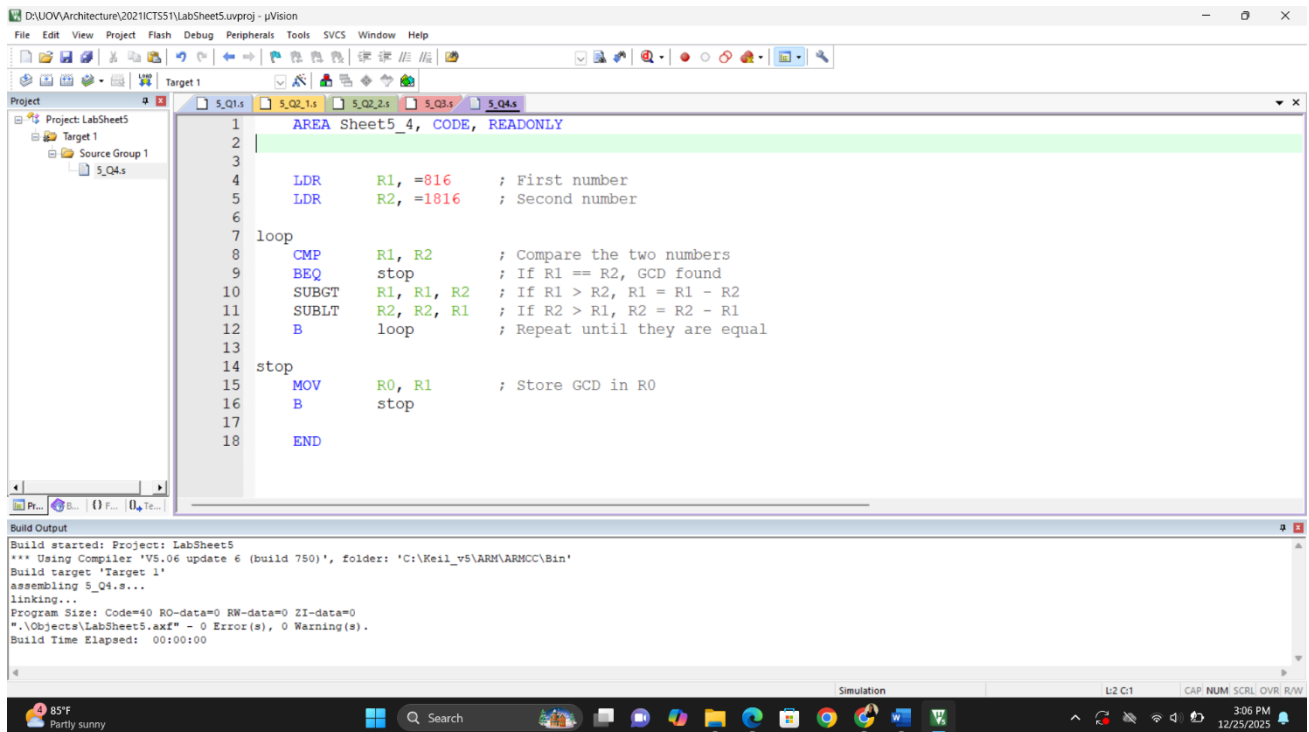 D:\UOV\Architecture\2021ICTS51\LabSheet5.uvproj - µVision
File Edit View Project Flash Debug Peripherals Tools SVCS Window Help
LOAD Target 1
Project
Project: LabSheet5
Target 1
Source Group 1
5_Q4.s
Pr... B... {} F... 0 Te...
5_Q1.s 5_Q2_1.s 5_Q2_2.s 5_Q3.s 5_Q4.s
1 AREA Sheet5_4, CODE, READONLY
2
3
4 LDR R1, =816 ; First number
5 LDR R2, =1816 ; Second number
6
7 loop
8 CMP R1, R2 ; Compare the two numbers
9 BEQ stop ; If R1 == R2, GCD found
10 SUBGT R1, R1, R2 ; If R1 > R2, R1 = R1 - R2
11 SUBLT R2, R2, R1 ; If R2 > R1, R2 = R2 - R1
12 B loop ; Repeat until they are equal
13
14 stop
15 MOV R0, R1 ; Store GCD in R0
16 B stop
17
18 END
Build Output
Build started: Project: LabSheet5
*** Using Compiler 'V5.06 update 6 (build 750)', folder: 'C:\Keil_v5\ARM\ARMCC\Bin'
Build target 'Target 1'
assembling 5_Q4.s...
linking...
Program Size: Code=40 RO-data=0 RW-data=0 ZI-data=0
".\Objects\LabSheet5.axf" - 0 Error(s), 0 Warning(s).
Build Time Elapsed: 00:00:00
Simulation L:2 C:1 CAP NUM SCRL OVR R/W
4 85°F
Partly sunny
Search
3:06 PM
12/25/2025